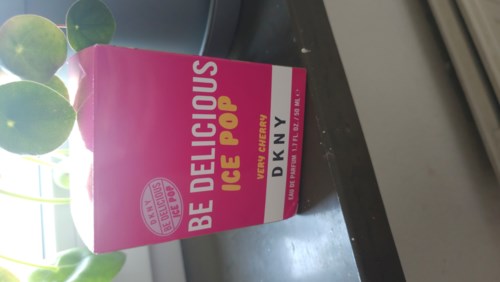 BE DELICIOUS
ICE POP
VERY CHERRY
DKNY
EAU DE PARFUM 1.7 FL. OZ / 50 ML e
DKNY
BE DELICIOUS
ICE POP